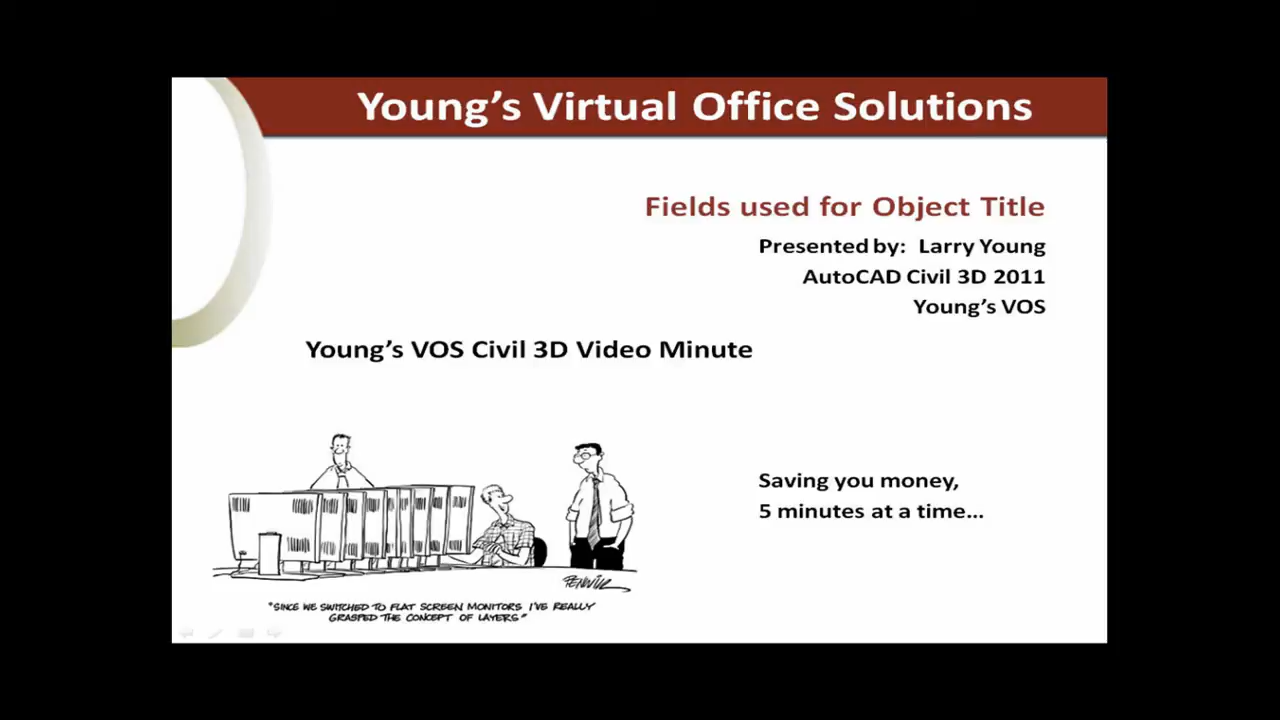 Young's Virtual Office Solutions
Fields used for Object Title
Presented by: Larry Young
AutoCAD Civil 3D 2011
Young's VOS
Young's VOS Civil 3D Video Minute
Saving you money,
5 minutes at a time...
FENWICK
"SINCE WE SWITCHED TO FLAT SCREEN MONITORS I'VE REALLY
GRASPED THE CONCEPT OF LAYERS"